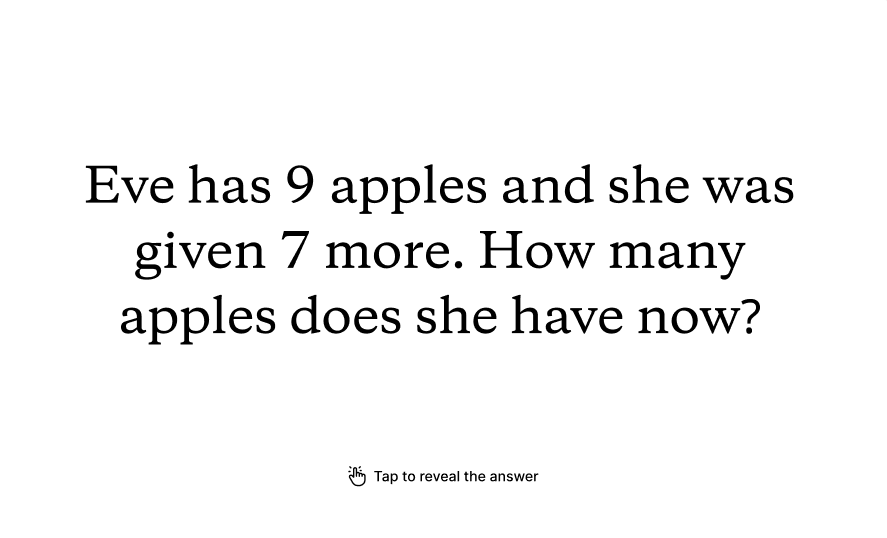 Eve has 9 apples and she was
given 7 more. How many
apples does she have now?
Tap to reveal the answer